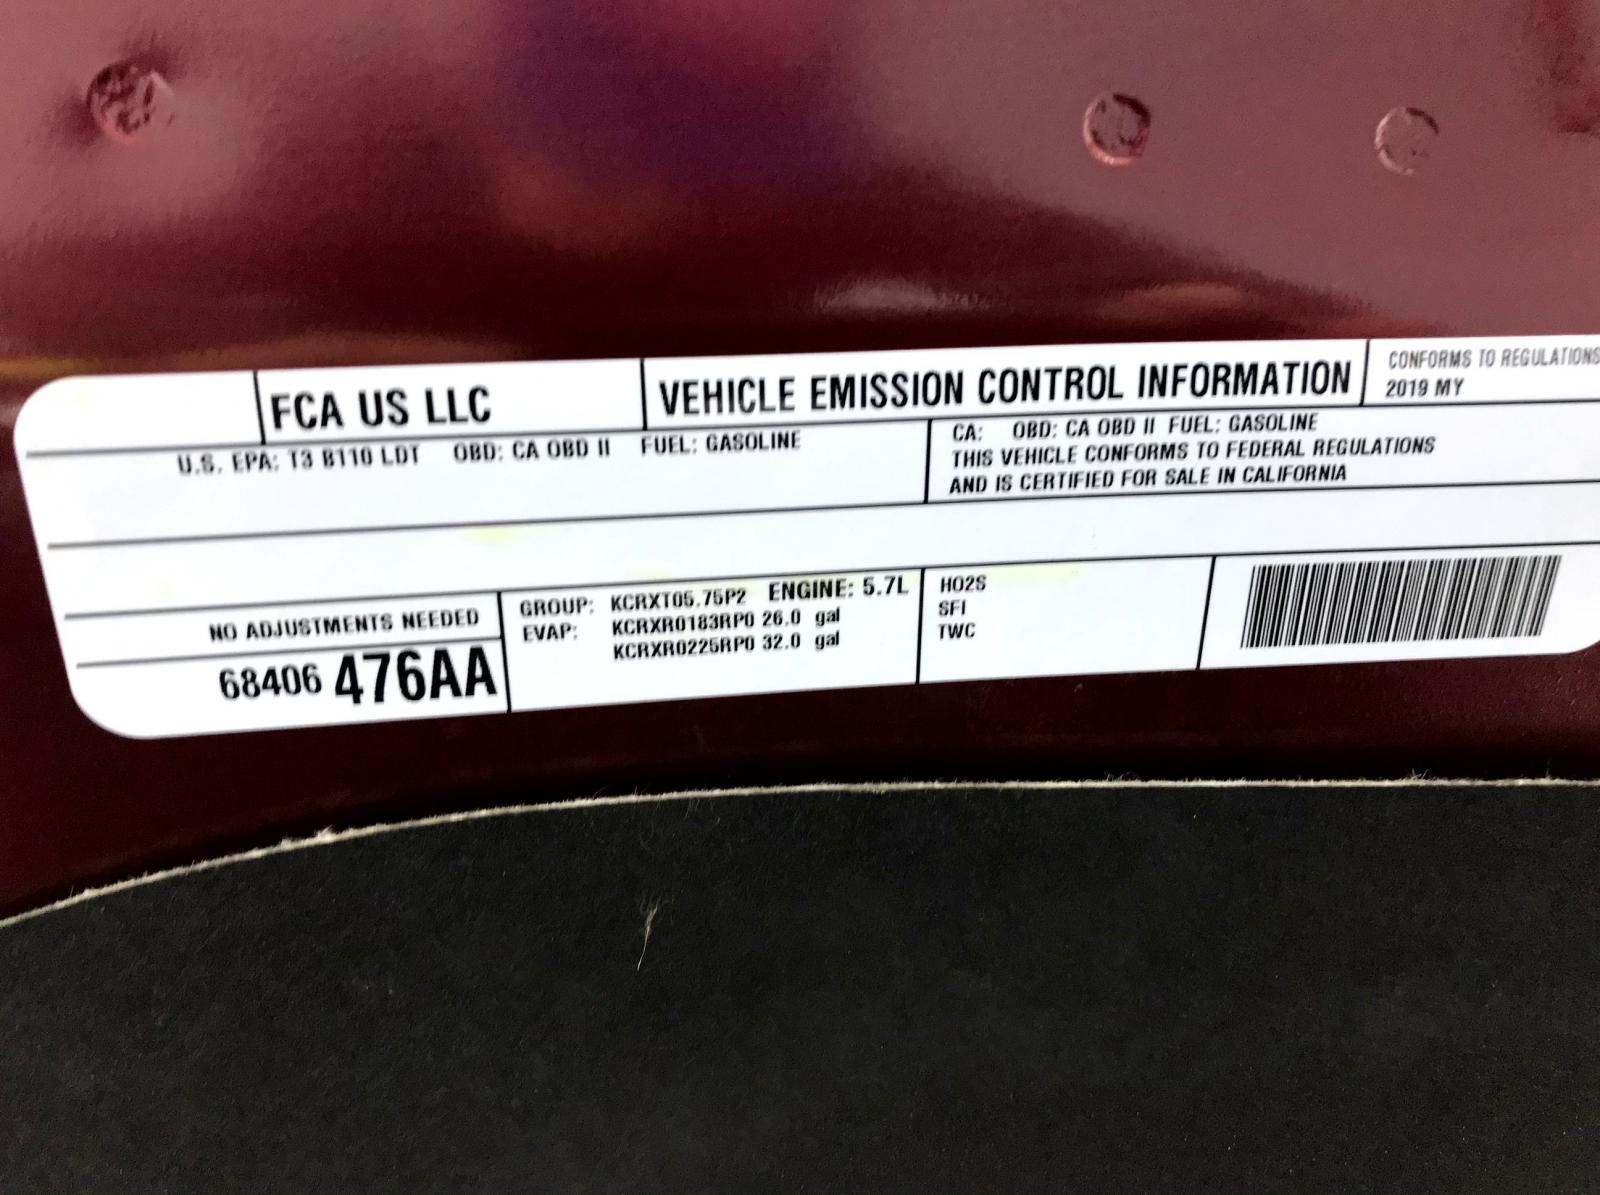 FCA US LLC
VEHICLE EMISSION CONTROL INFORMATION
CONFORMS TO REGULATIONS
2019 MY
U.S. EPA: T3 B110 LDT OBD: CA OBD II FUEL: GASOLINE
CA: OBD: CA OBD II FUEL: GASOLINE
THIS VEHICLE CONFORMS TO FEDERAL REGULATIONS
AND IS CERTIFIED FOR SALE IN CALIFORNIA
NO ADJUSTMENTS NEEDED
68406 476AA
GROUP: KCRXT05.75P2 ENGINE: 5.7L
EVAP: KCRXR0183RP0 26.0 gal
KCRXR0225RP0 32.0 gal
HO2S
SFI
TWC